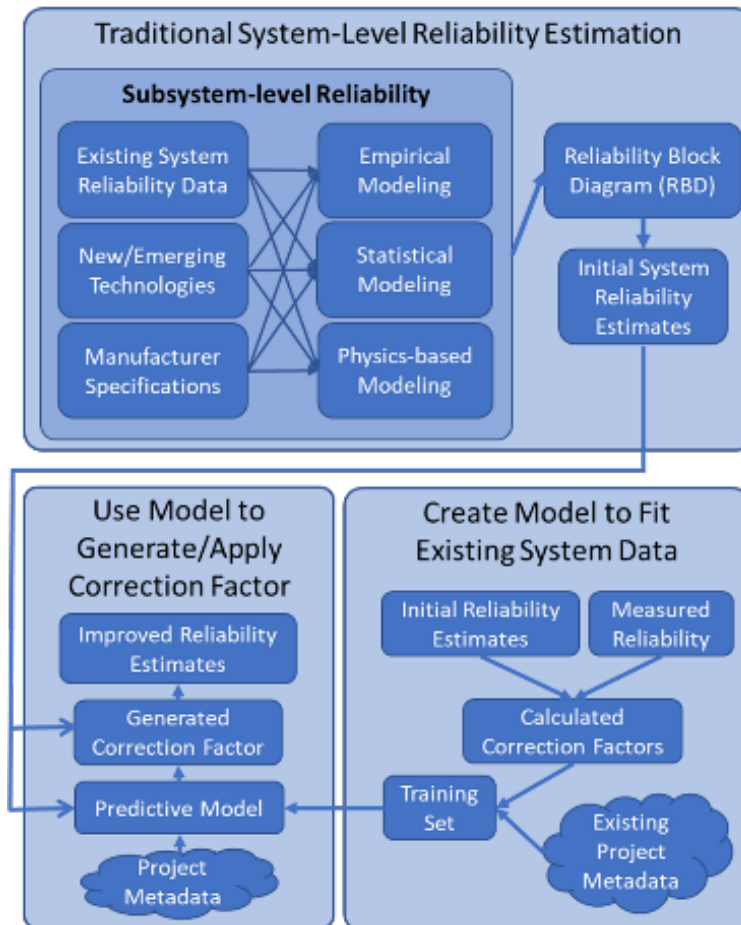 Traditional System-Level Reliability Estimation
Subsystem-level Reliability
Existing System
Reliability Data
New/Emerging
Technologies
Manufacturer
Specifications
Empirical
Modeling
Statistical
Modeling
Physics-based
Modeling
Reliability Block
Diagram (RBD)
Initial System
Reliability
Estimates
Use Model to
Generate/Apply
Correction Factor
Improved Reliability
Estimates
Generated
Correction Factor
Predictive Model
Project
Metadata
Create Model to Fit
Existing System Data
Initial Reliability
Estimates
Measured
Reliability
Calculated
Correction Factors
Training
Set
Existing
Project
Metadata